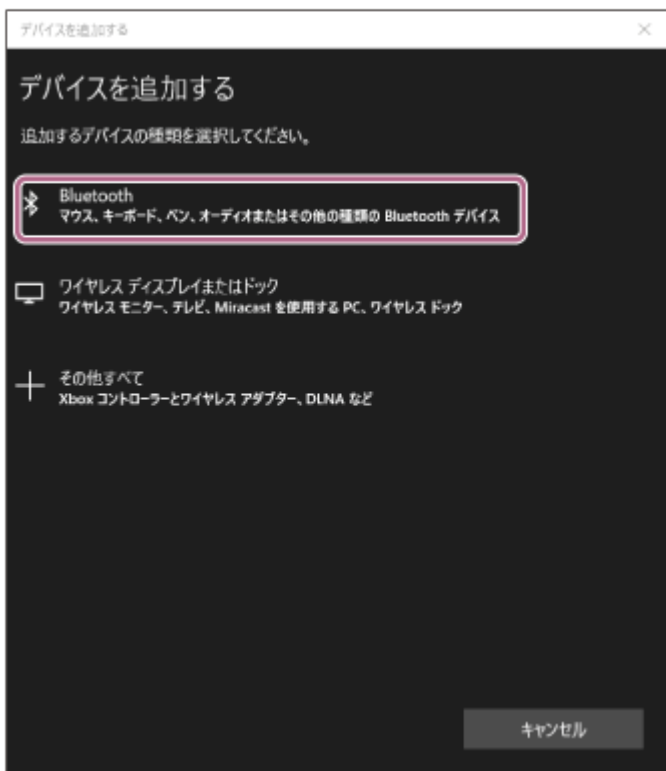 デバイスを追加する
デバイスを追加する
追加するデバイスの種類を選択してください。
Bluetooth
マウス、キーボード、ペン、オーディオまたはその他の種類の Bluetooth デバイス
ワイヤレス ディスプレイまたはドック
ワイヤレス モニター、テレビ、Miracast を使用する PC、ワイヤレス ドック
その他すべて
Xbox コントローラーとワイヤレス アダプター、DLNA など
キャンセル